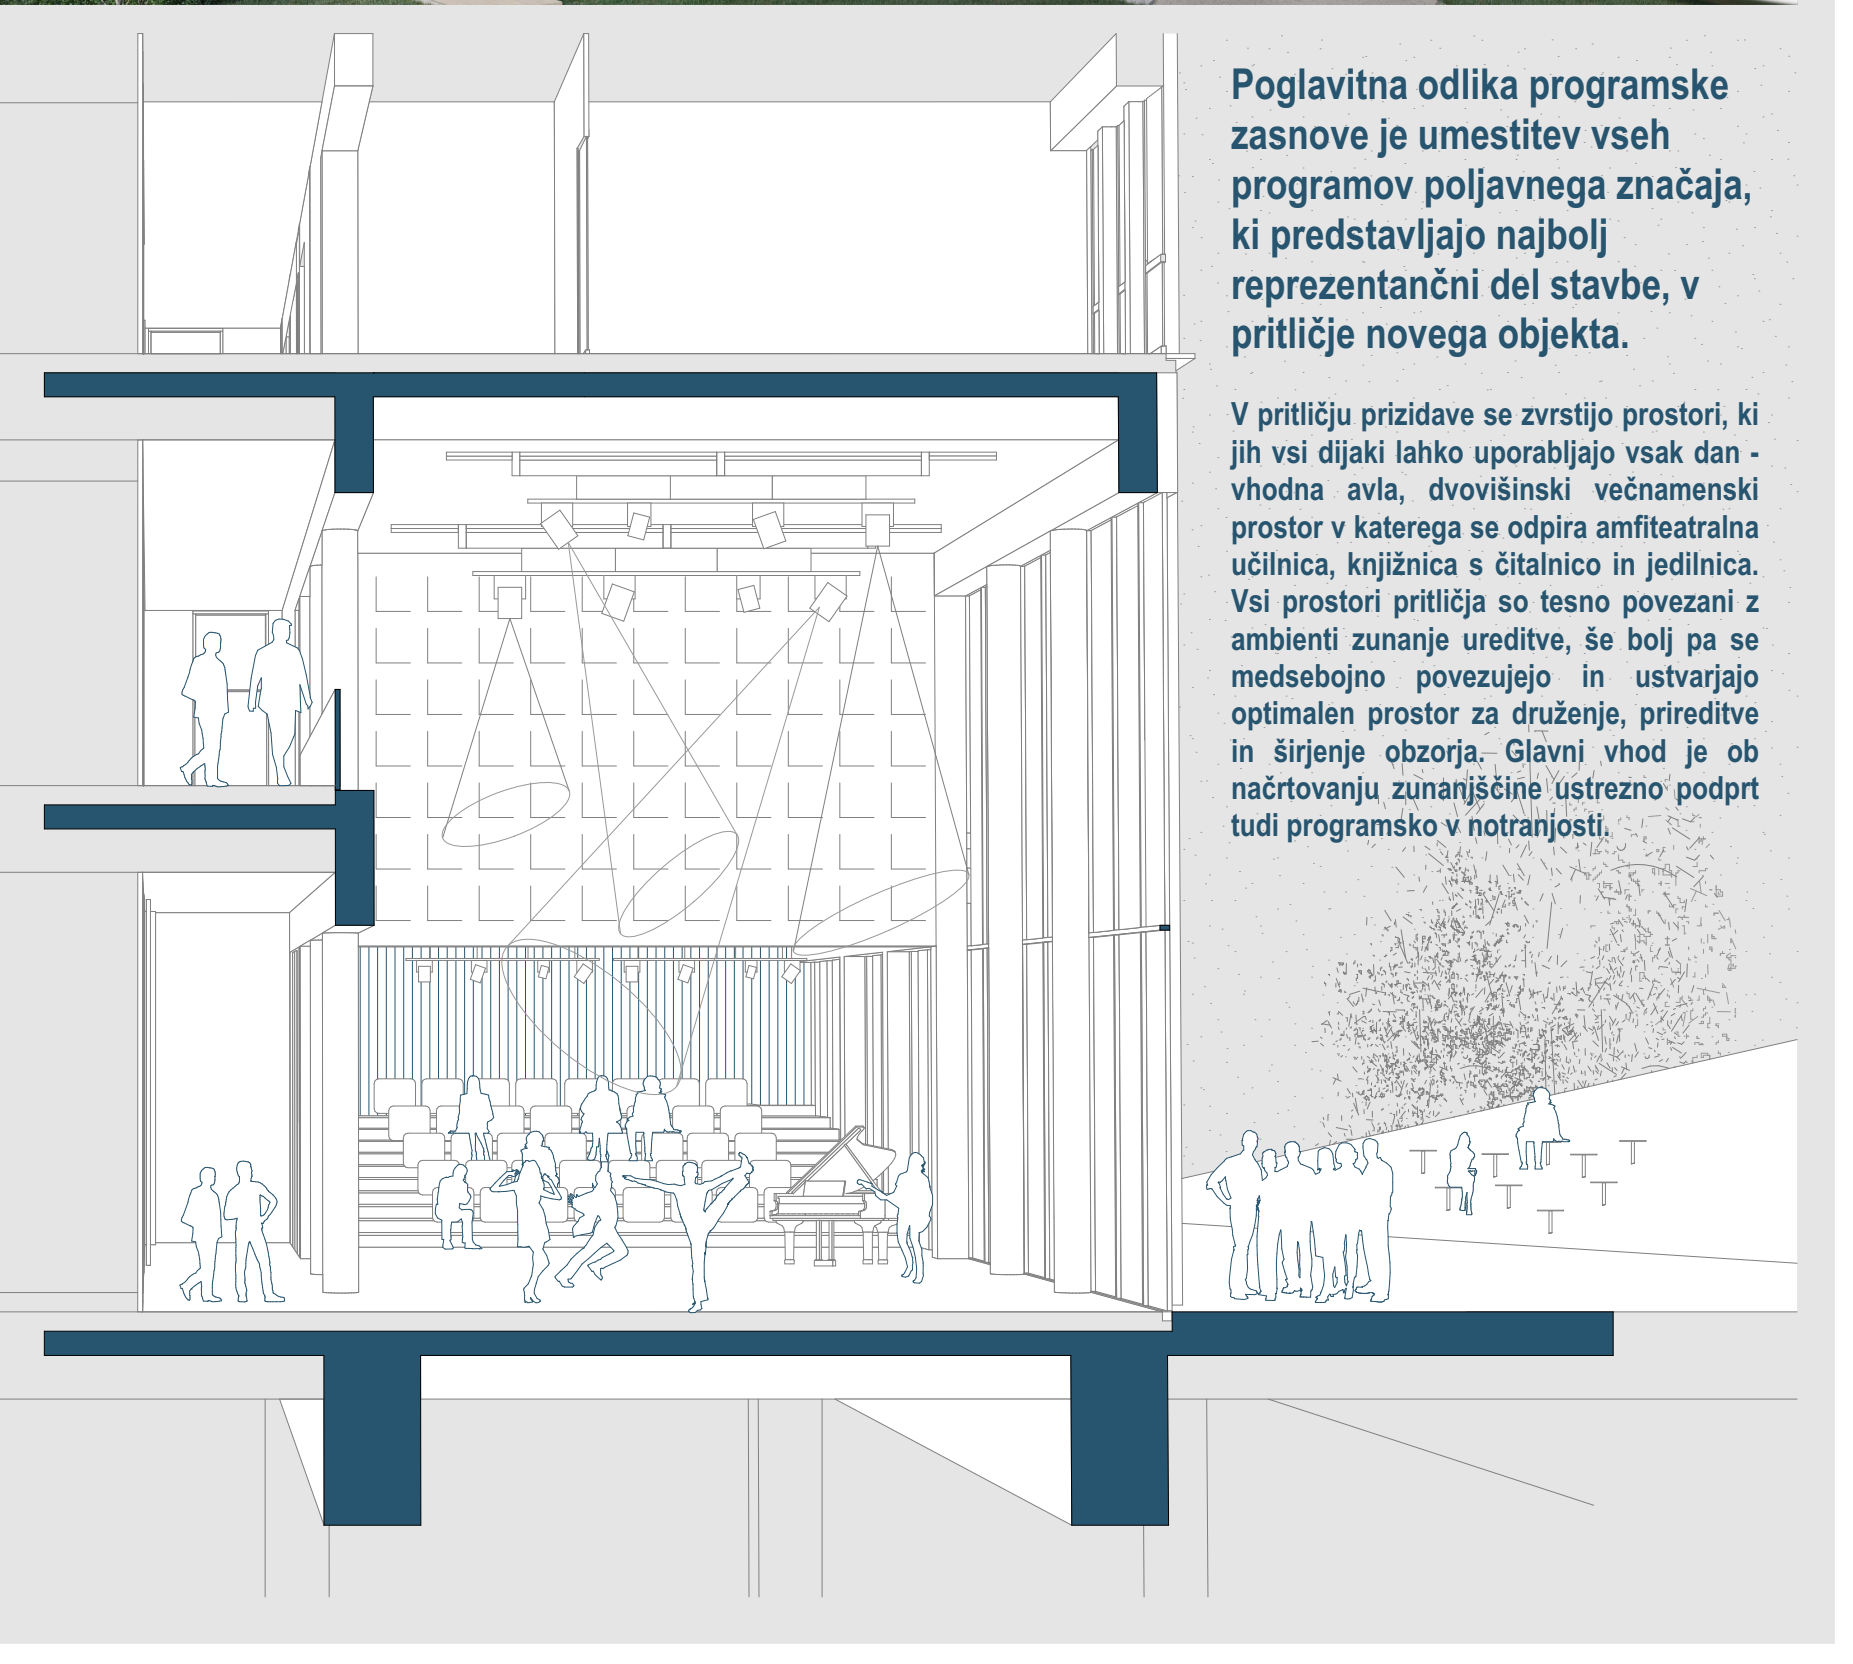 Poglavitna odlika programske
zasnove je umestitev vseh
programov poljavnega značaja,
ki predstavljajo najbolj
reprezentančni del stavbe, v
pritličje novega objekta.
V pritličju prizidave se zvrstijo prostori, ki
jih vsi dijaki lahko uporabljajo vsak dan -
vhodna avla, dvovišinski večnamenski
prostor v katerega se odpira amfiteatralna
učilnica, knjižnica s čitalnico in jedilnica.
Vsi prostori pritličja so tesno povezani z
ambienti zunanje ureditve, še bolj pa se
medsebojno povezujejo in ustvarjajo
optimalen prostor za druženje, prireditve
in širjenje obzorja. Glavni vhod je ob
načrtovanju zunanjščine ustrezno podprt
tudi programsko v notranjosti.